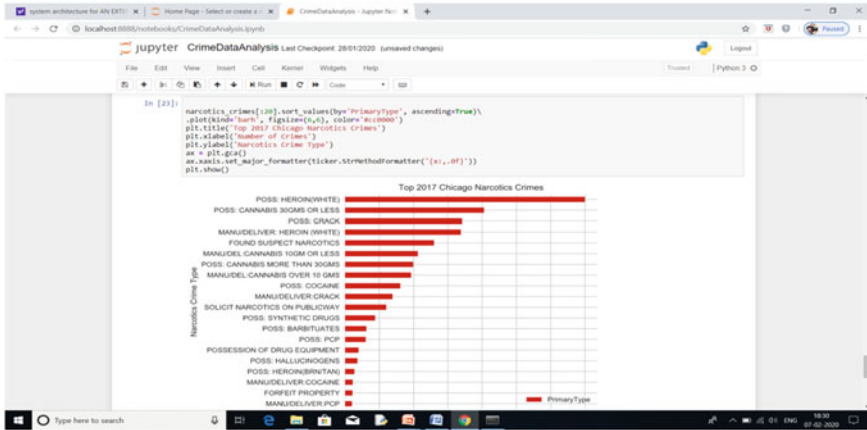 system architecture for AN EXTE
Home Page - Select or create a n
CrimeDataAnalysis - Jupyter Not
localhost:8888/notebooks/CrimeDataAnalysis.ipynb
Paused
jupyter CrimeDataAnalysis Last Checkpoint: 28/01/2020 (unsaved changes)
Logout
File Edit View Insert Cell Kernel Widgets Help
Trusted Python 3
Run Code
In [23]:
narcotics_crimes[:20].sort_values(by='PrimaryType', ascending=True)\
.plot(kind='barh', figsize=(6,6), color='#cc0000')
plt.title('Top 2017 Chicago Narcotics Crimes')
plt.xlabel('Number of Crimes')
plt.ylabel('Narcotics Crime Type')
ax = plt.gca()
ax.xaxis.set_major_formatter(ticker.StrMethodFormatter('{x:,.0f}'))
plt.show()
Top 2017 Chicago Narcotics Crimes
POSS: HEROIN(WHITE)
POSS: CANNABIS 30GMS OR LESS
POSS: CRACK
MANU/DELIVER: HEROIN (WHITE)
FOUND SUSPECT NARCOTICS
MANU/DEL:CANNABIS 10GM OR LESS
POSS: CANNABIS MORE THAN 30GMS
MANU/DEL:CANNABIS OVER 10 GMS
POSS: COCAINE
MANU/DELIVER:CRACK
SOLICIT NARCOTICS ON PUBLICWAY
POSS: SYNTHETIC DRUGS
POSS: BARBITUATES
POSS: PCP
POSSESSION OF DRUG EQUIPMENT
POSS: HALLUCINOGENS
POSS: HEROIN(BRN/TAN)
MANU/DELIVER:COCAINE
FORFEIT PROPERTY
MANU/DELIVER:PCP
Narcotics Crime Type
PrimaryType
Type here to search
ENG
18:30
07-02-2020